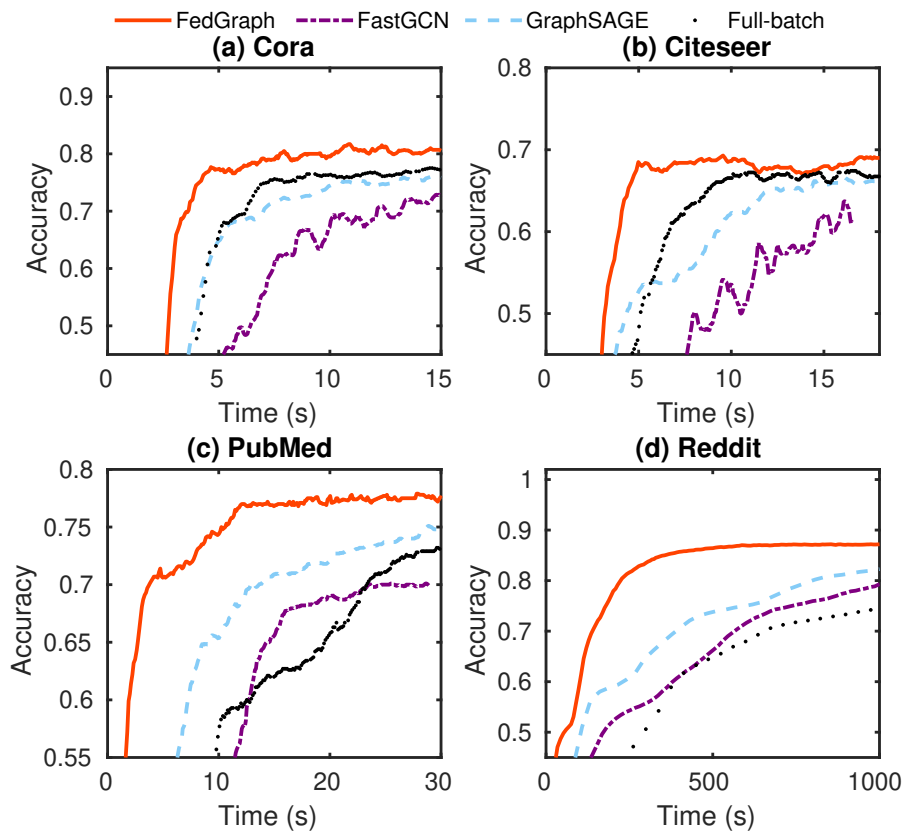 FedGraph FastGCN GraphSAGE Full-batch
(a) Cora (b) Citeseer
0.9
0.8
0.7
0.6
0.5
Accuracy
0 5 10 15
Time (s)
0.8
0.7
0.6
0.5
Accuracy
0 5 10 15
Time (s)
(c) PubMed (d) Reddit
0.8
0.75
0.7
0.65
0.6
0.55
Accuracy
0 10 20 30
Time (s)
1
0.9
0.8
0.7
0.6
0.5
Accuracy
0 500 1000
Time (s)